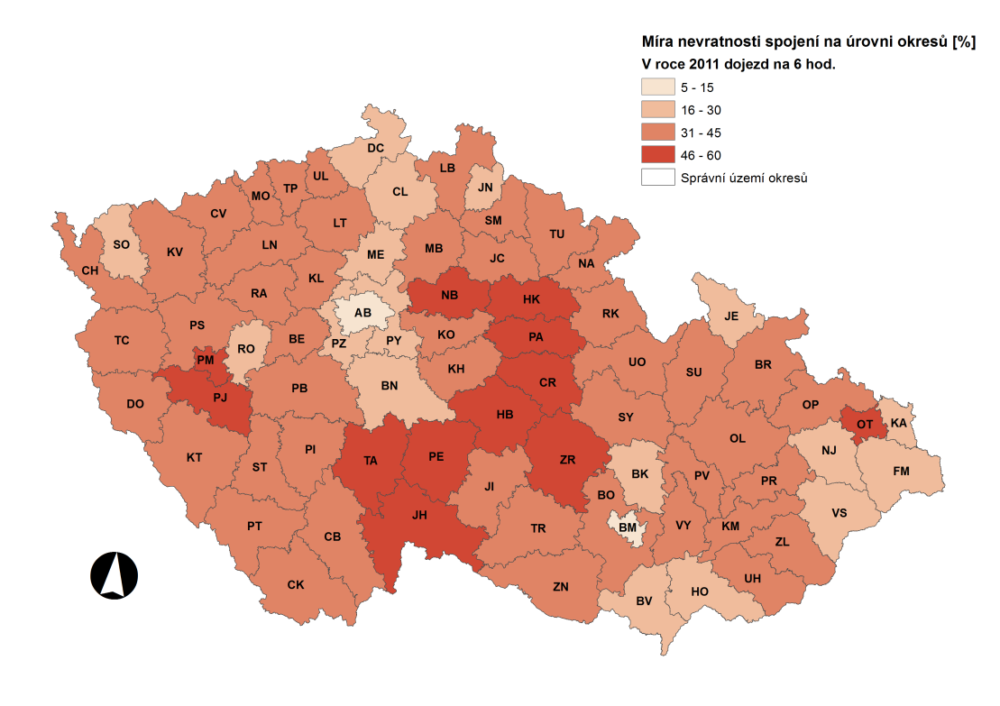 Míra nevratnosti spojení na úrovni okresů [%]
V roce 2011 dojezd na 6 hod.
5 - 15
16 - 30
31 - 45
46 - 60
Správní území okresů
DC
LB
UL
TP
JN
CL
MO
CV
LT
SM
TU
SO
KV
LN
ME
MB
JC
NA
CH
KL
RA
NB
HK
AB
RK
JE
PS
TC
RO
BE
PZ
PY
KO
PA
PM
UO
SU
BR
KH
CR
PB
BN
DO
PJ
HB
SY
OP
OT
KA
OL
KT
ST
PI
TA
PE
ZR
NJ
FM
BK
PV
PR
JI
BO
VS
JH
PT
CB
TR
BM
VY
KM
ZL
CK
ZN
UH
BV
HO